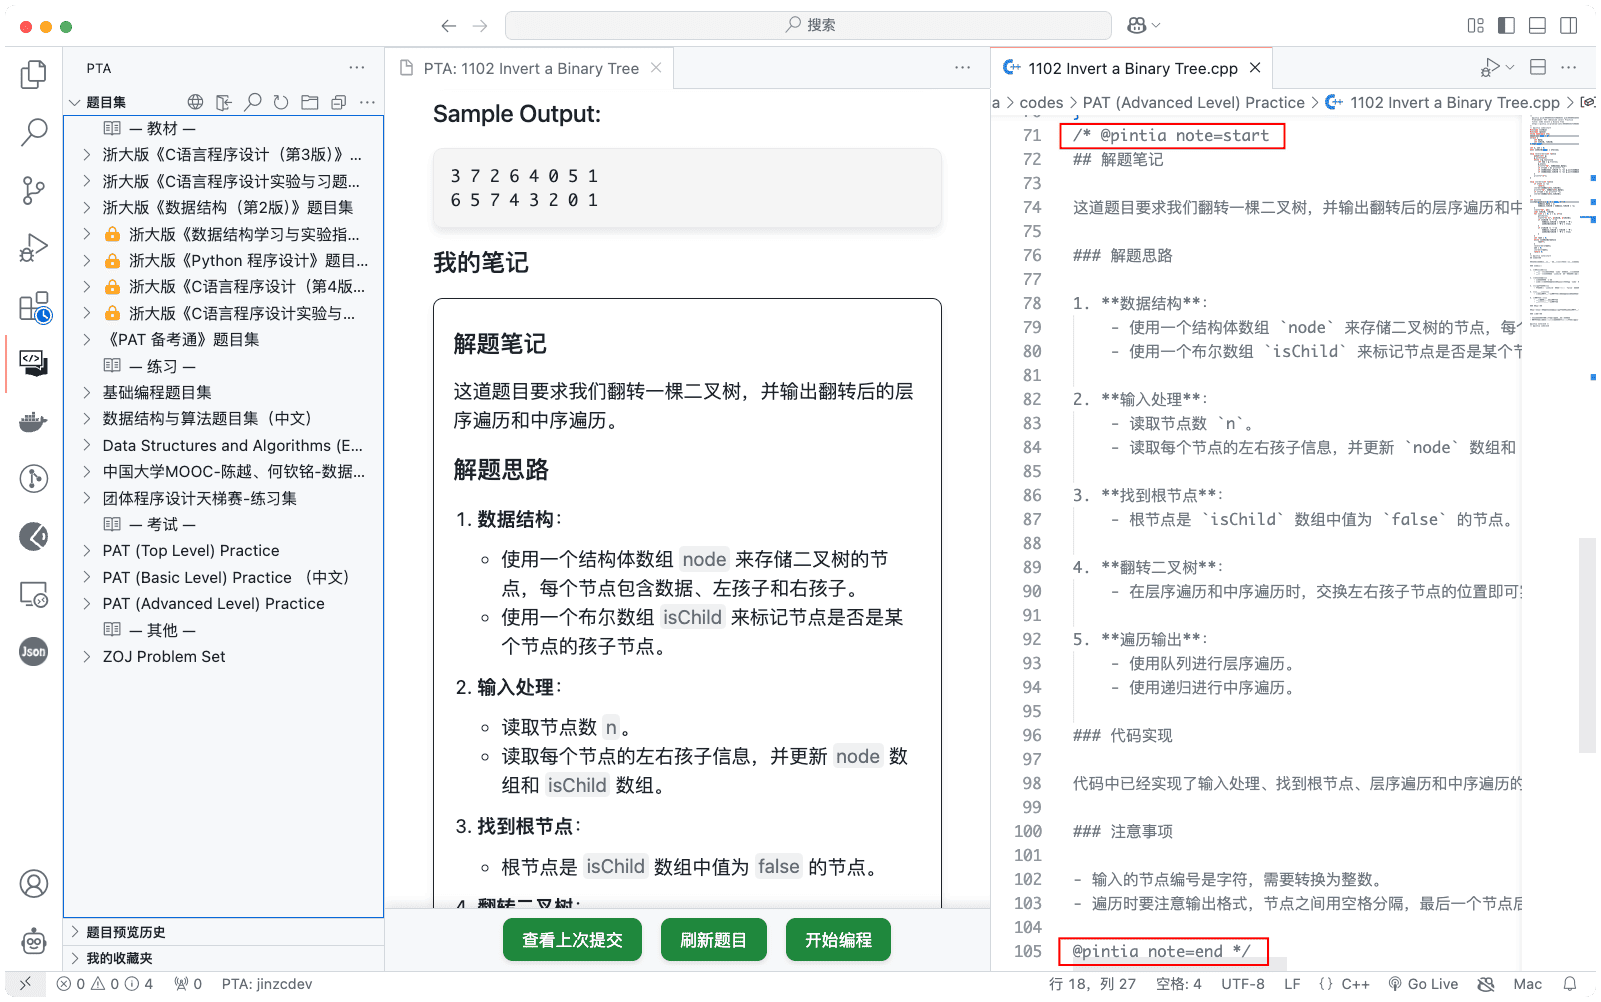 搜索
PTA
题目集
— 教材 —
浙大版《C语言程序设计（第3版）》...
浙大版《C语言程序设计实验与习题...
浙大版《数据结构（第2版）》题目集
浙大版《数据结构学习与实验指...
浙大版《Python 程序设计》题目...
浙大版《C语言程序设计（第4版...
浙大版《C语言程序设计实验与...
《PAT 备考通》题目集
— 练习 —
基础编程题目集
数据结构与算法题目集（中文）
Data Structures and Algorithms (E...
中国大学MOOC-陈越、何钦铭-数据...
团体程序设计天梯赛-练习集
— 考试 —
PAT (Top Level) Practice
PAT (Basic Level) Practice （中文）
PAT (Advanced Level) Practice
— 其他 —
ZOJ Problem Set
题目预览历史
我的收藏夹
Json
PTA: 1102 Invert a Binary Tree
Sample Output:
3 7 2 6 4 0 5 1
6 5 7 4 3 2 0 1
我的笔记
解题笔记
这道题目要求我们翻转一棵二叉树，并输出翻转后的层
序遍历和中序遍历。
解题思路
1. 数据结构：
使用一个结构体数组 node 来存储二叉树的节
点，每个节点包含数据、左孩子和右孩子。
使用一个布尔数组 isChild 来标记节点是否是某
个节点的孩子节点。
2. 输入处理：
读取节点数 n 。
读取每个节点的左右孩子信息，并更新 node 数
组和 isChild 数组。
3. 找到根节点：
根节点是 isChild 数组中值为 false 的节点。
4. 翻转二叉树：
查看上次提交
刷新题目
开始编程
1102 Invert a Binary Tree.cpp
a > codes > PAT (Advanced Level) Practice > 1102 Invert a Binary Tree.cpp >
71 /* @pintia note=start
72 ## 解题笔记
73
74 这道题目要求我们翻转一棵二叉树，并输出翻转后的层序遍历和中
75
76 ### 解题思路
77
78 1. **数据结构**：
79 - 使用一个结构体数组 `node` 来存储二叉树的节点，每
80 - 使用一个布尔数组 `isChild` 来标记节点是否是某个
81
82 2. **输入处理**：
83 - 读取节点数 `n`。
84 - 读取每个节点的左右孩子信息，并更新 `node` 数组和
85
86 3. **找到根节点**：
87 - 根节点是 `isChild` 数组中值为 `false` 的节点。
88
89 4. **翻转二叉树**：
90 - 在层序遍历和中序遍历时，交换左右孩子节点的位置即可
91
92 5. **遍历输出**：
93 - 使用队列进行层序遍历。
94 - 使用递归进行中序遍历。
95
96 ### 代码实现
97
98 代码中已经实现了输入处理、找到根节点、层序遍历和中序遍历的
99
100 ### 注意事项
101
102 - 输入的节点编号是字符，需要转换为整数。
103 - 遍历时要注意输出格式，节点之间用空格分隔，最后一个节点后
104
105 @pintia note=end */
0 0 4 0 PTA: jinzcdev
行 18，列 27 空格: 4 UTF-8 LF {} C++ Go Live Mac